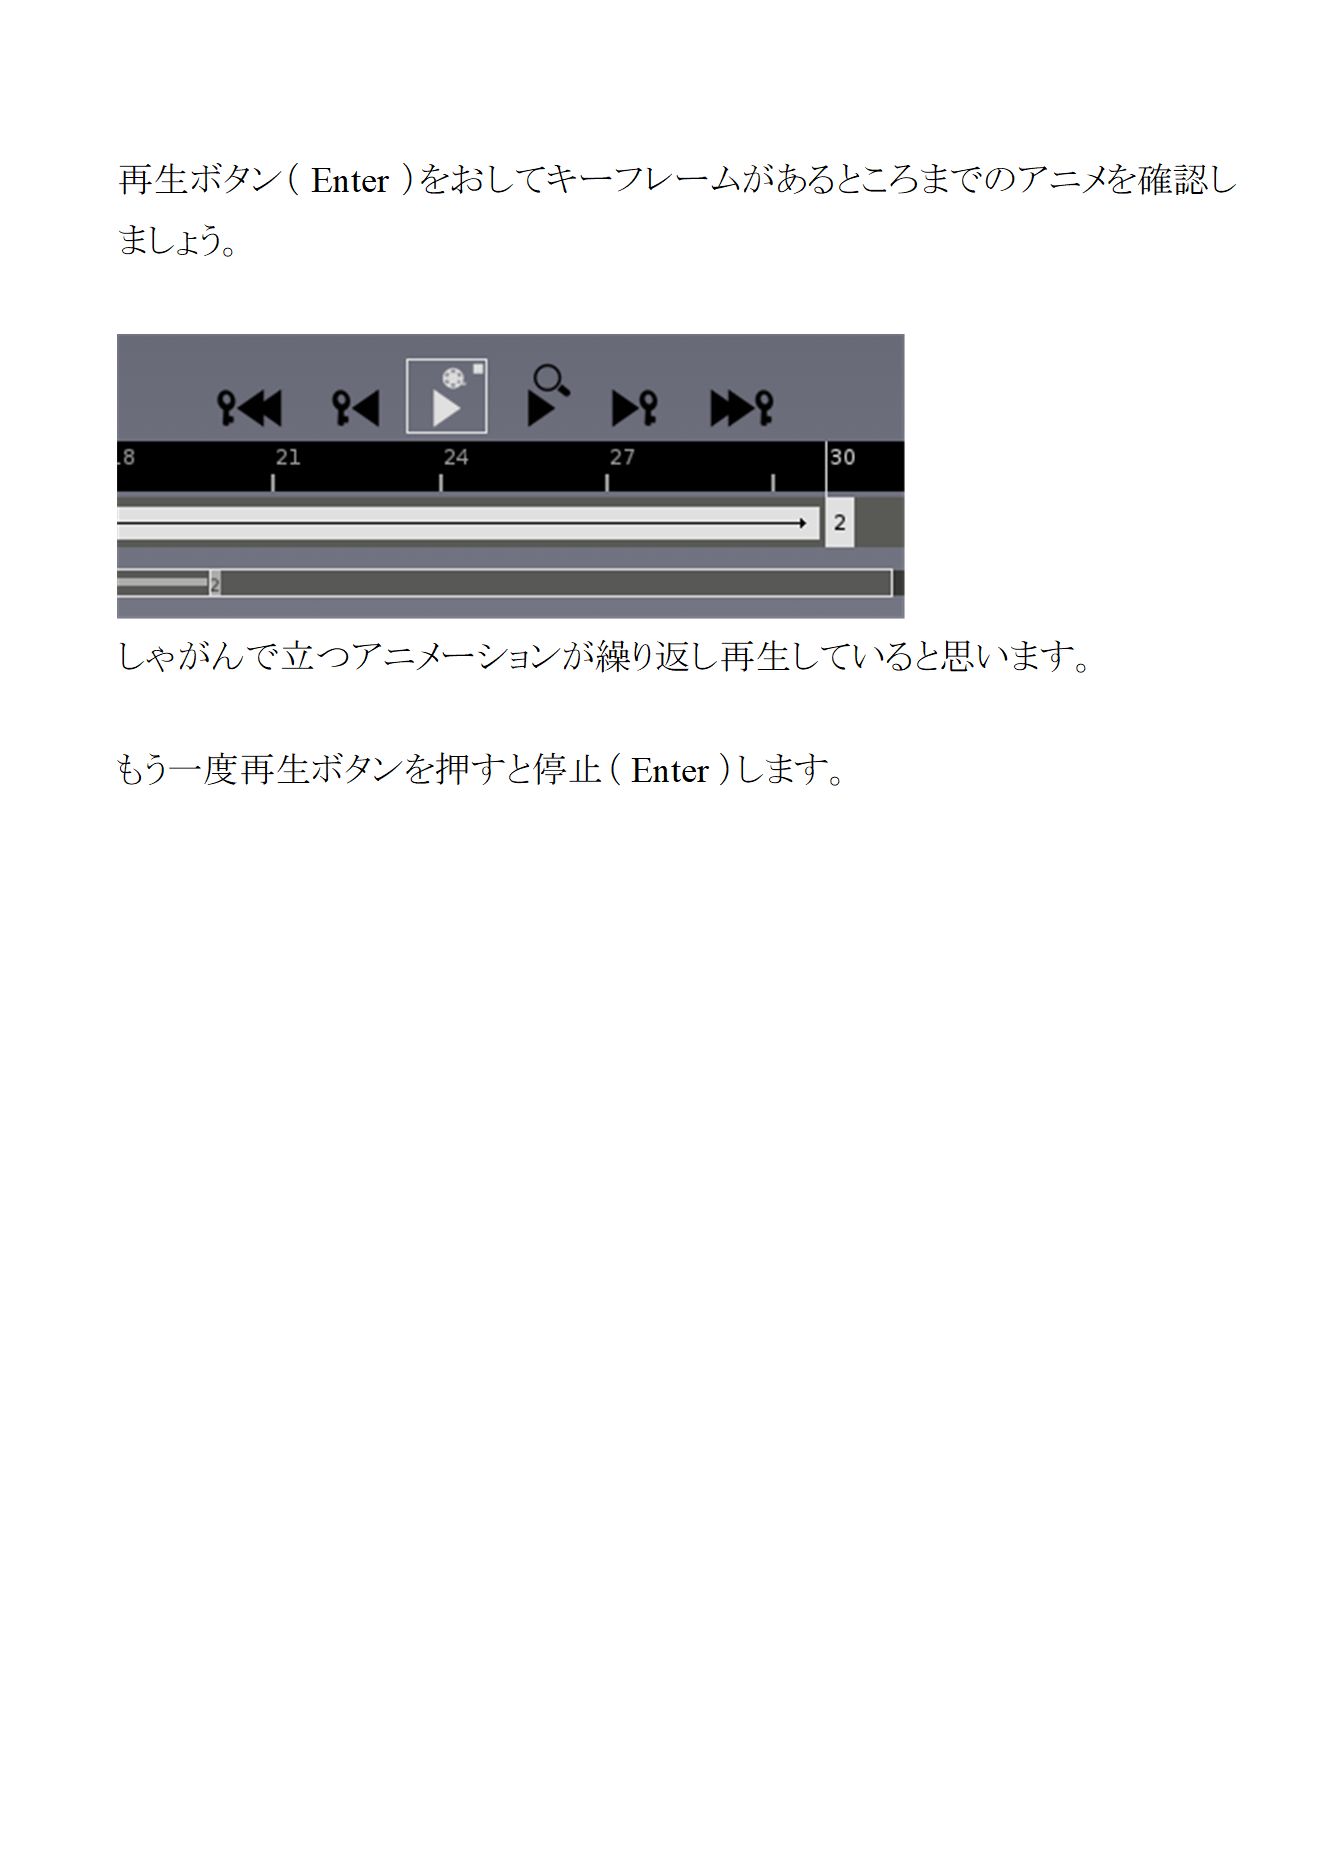 再生ボタン（ Enter ）をおしてキーフレームがあるところまでのアニメを確認し
ましょう。
18 21 24 27 30
2
2
しゃがんで立つアニメーションが繰り返し再生していると思います。
もう一度再生ボタンを押すと停止（ Enter ）します。